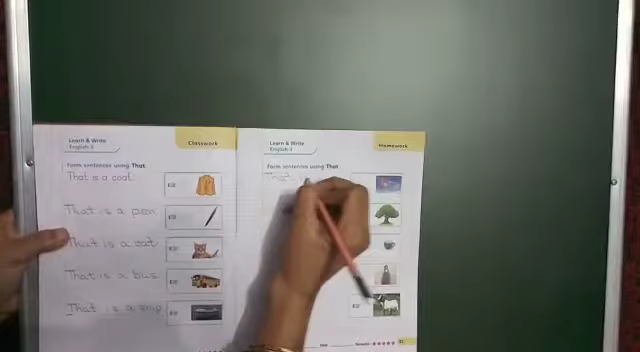 Learn & Write
English-3
Classwork
Form sentences using That.
That is a coat.
That is a pen
That is a cat
That is a bus
That is a ship
Learn & Write
English-3
Homework
Form sentences using That.
That